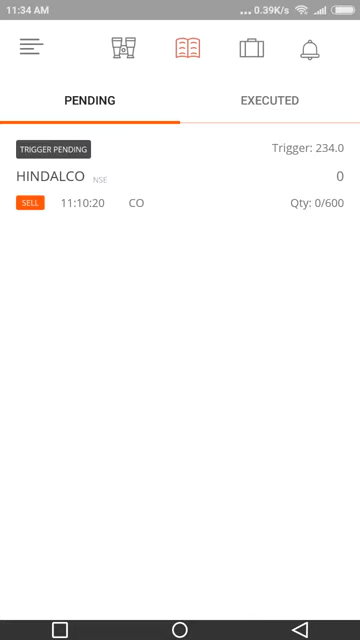 11:34 AM ... 0.39K/s
PENDING EXECUTED
TRIGGER PENDING Trigger: 234.0
HINDALCO NSE 0
SELL 11:10:20 CO Qty: 0/600